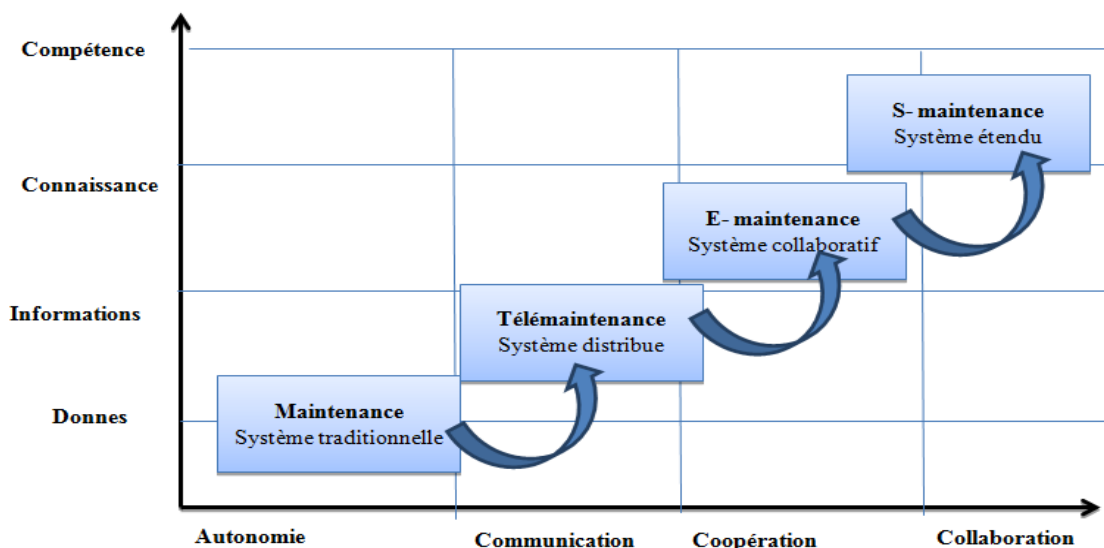 Compétence
S- maintenance
Système étendu
Connaissance
E- maintenance
Système collaboratif
Informations
Télémaintenance
Système distribue
Donnes
Maintenance
Système traditionnelle
Autonomie
Communication
Coopération
Collaboration